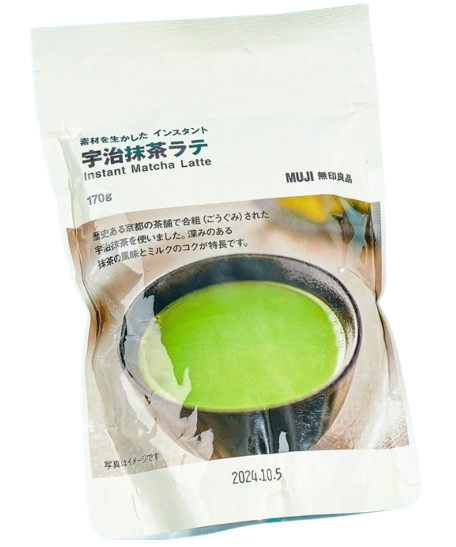 素材を生かした インスタント
宇治抹茶ラテ
Instant Matcha Latte
MUJI 無印良品
170g
歴史ある京都の茶舗で合組(ごうぐみ)された
宇治抹茶を使いました。深みのある
抹茶の風味とミルクのコクが特長です。
写真はイメージです
2024.10.5